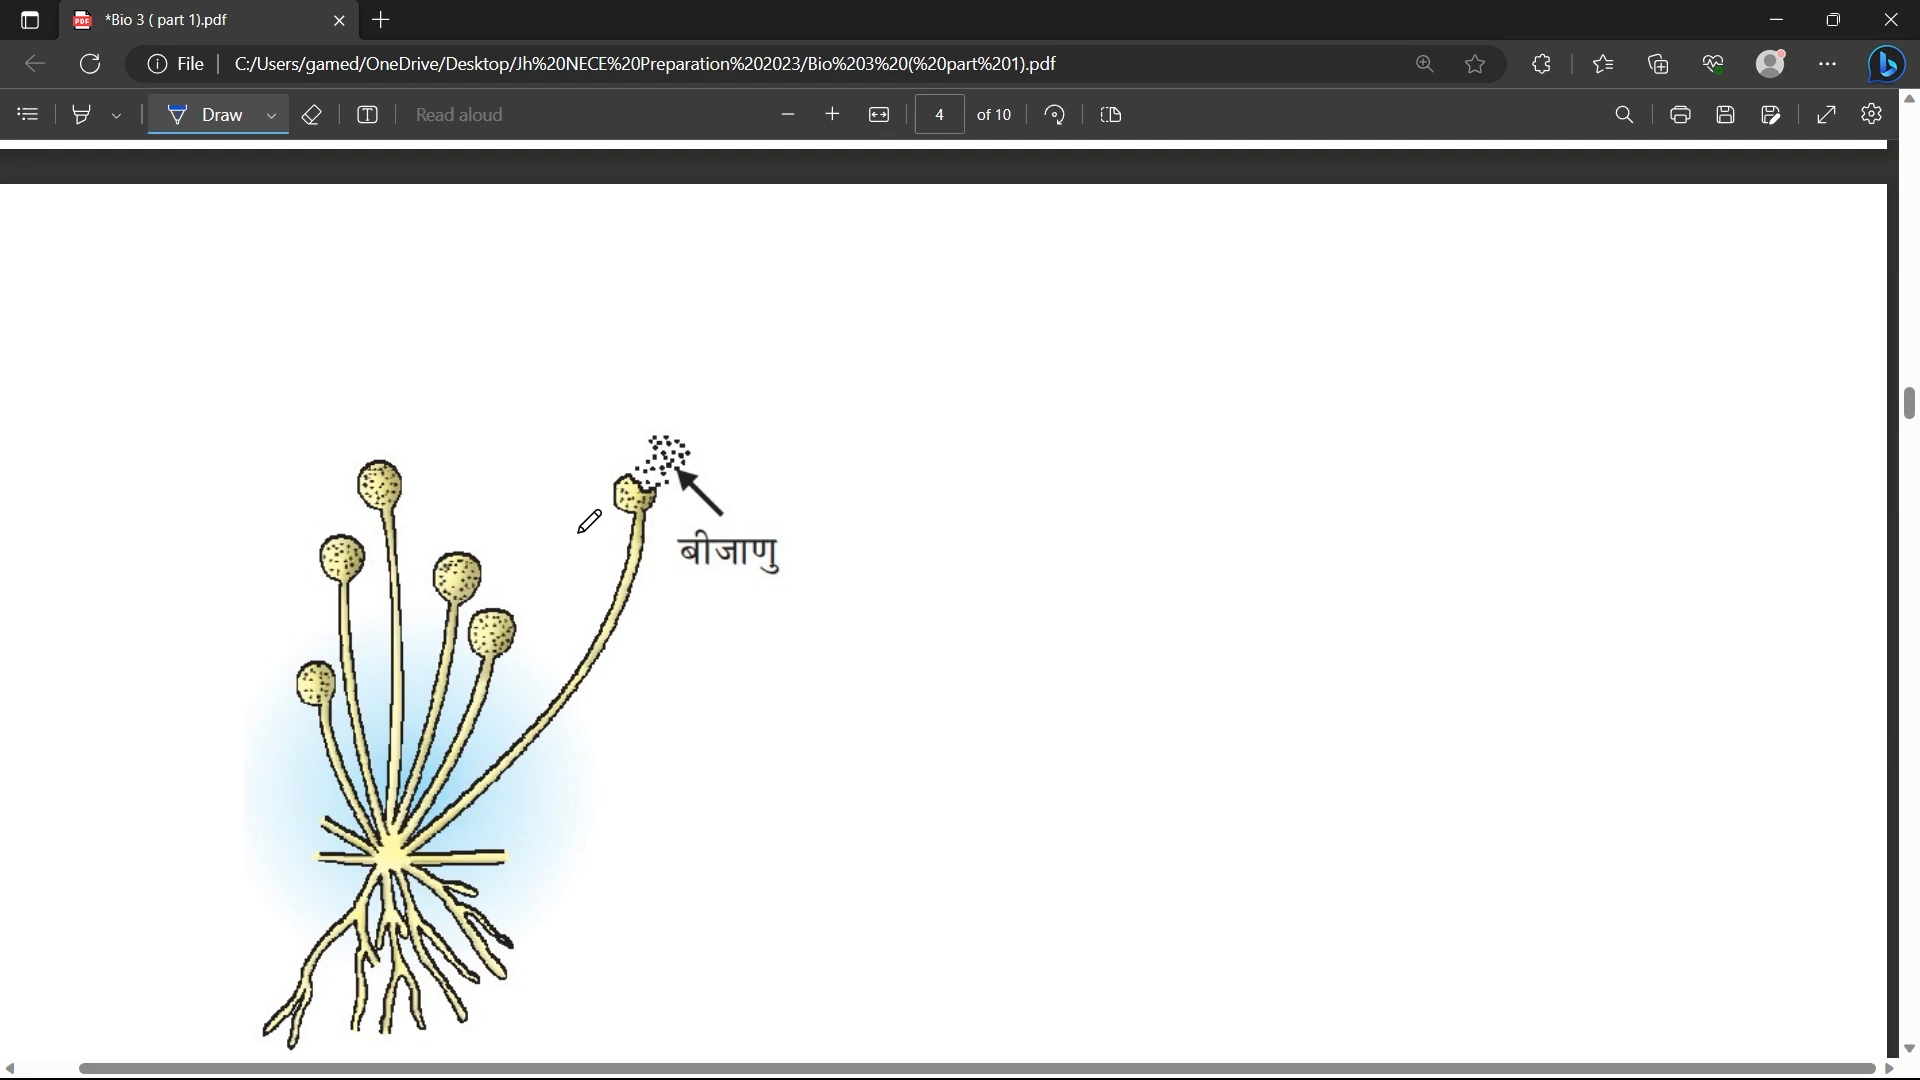 *Bio 3 ( part 1).pdf
File
C:/Users/gamed/OneDrive/Desktop/Jh%20NECE%20Preparation%202023/Bio%203%20(%20part%201).pdf
Draw
Read aloud
4
of 10
बीजाणु